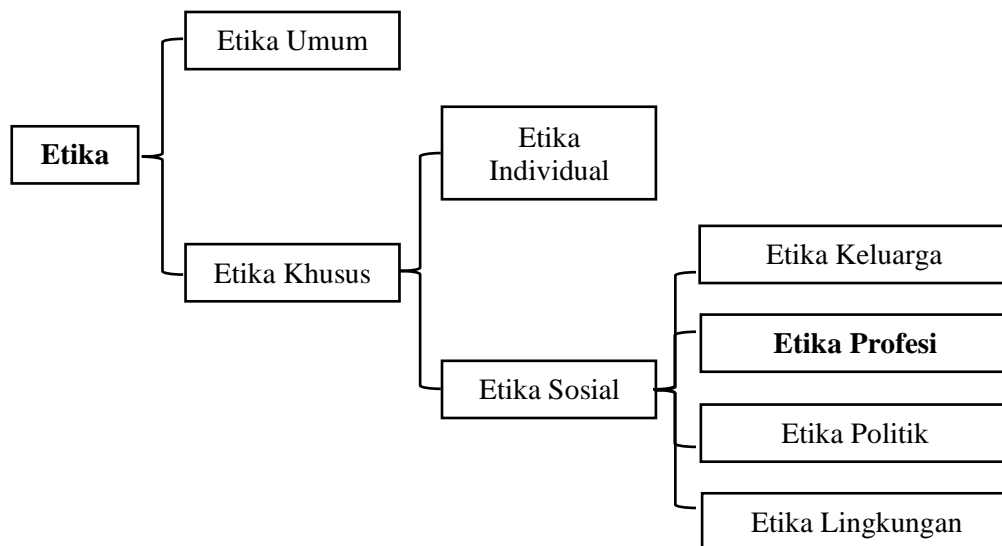 Etika Umum
Etika
Etika
Individual
Etika Khusus
Etika Keluarga
Etika Profesi
Etika Sosial
Etika Politik
Etika Lingkungan